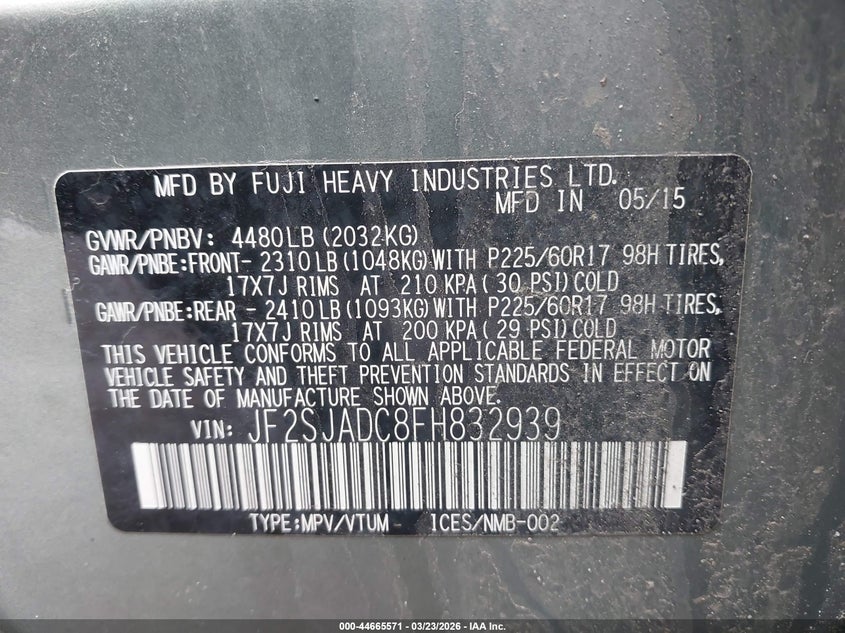 MFD BY FUJI HEAVY INDUSTRIES LTD.
MFD IN 05/15
GVWR/PNBV: 4480LB (2032KG)
GAWR/PNBE:FRONT- 2310LB (1048KG) WITH P225/60R17 98H TIRES,
17X7J RIMS AT 210 KPA (30 PSI) COLD
GAWR/PNBE:REAR - 2410LB (1093KG) WITH P225/60R17 98H TIRES,
17X7J RIMS AT 200 KPA (29 PSI) COLD
THIS VEHICLE CONFORMS TO ALL APPLICABLE FEDERAL MOTOR
VEHICLE SAFETY AND THEFT PREVENTION STANDARDS IN EFFECT ON
THE DATE OF MANUFACTURE SHOWN ABOVE.
VIN: JF2SJADC8FH832939
TYPE:MPV/VTUM ICES/NMB-002
000-44665571 - 03/23/2026 - IAA Inc.